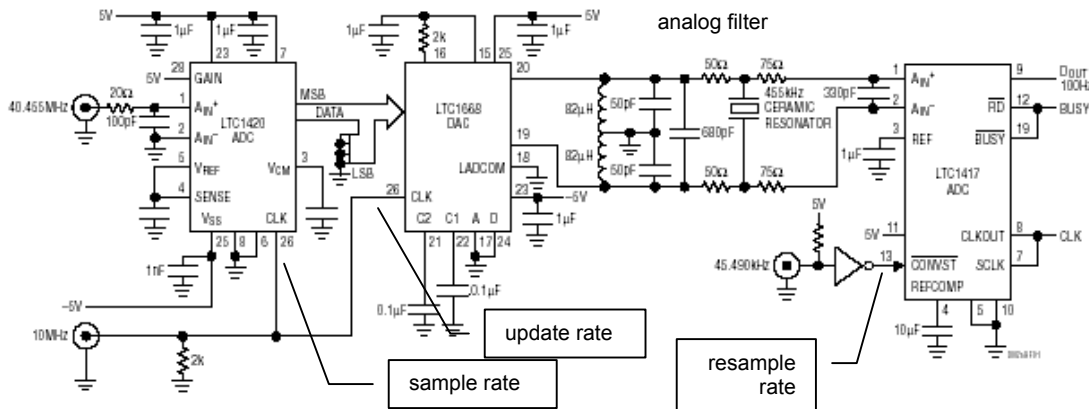 analog filter
5V
1µF
1µF
23
7
5V
28
GAIN
20Ω
40.455MHz
1
AIN+
100pF
2
AIN−
LTC1420
ADC
5
VREF
VCM
3
4
SENSE
VSS
CLK
25
8
6
26
1nF
−5V
10MHz
2k
MSB
DATA
LSB
5V
1µF
2k
1µF
16
15
25
LTC1668
DAC
20
19
LADCOM
18
23
−5V
1µF
26
CLK
C2
C1
A
D
21
22
17
24
0.1µF
0.1µF
82µH
82µH
50pF
50pF
680pF
50Ω
75Ω
455kHz
CERAMIC
RESONATOR
50Ω
75Ω
330pF
1
AIN+
2
AIN−
3
REF
1µF
LTC1417
ADC
9
DOUT
100Hz
RD
12
BUSY
BUSY
19
5V
5V
11
45.490kHz
13
CONVST
REFCOMP
CLKOUT
8
CLK
SCLK
7
4
5
10
10µF
update rate
sample rate
resample
rate